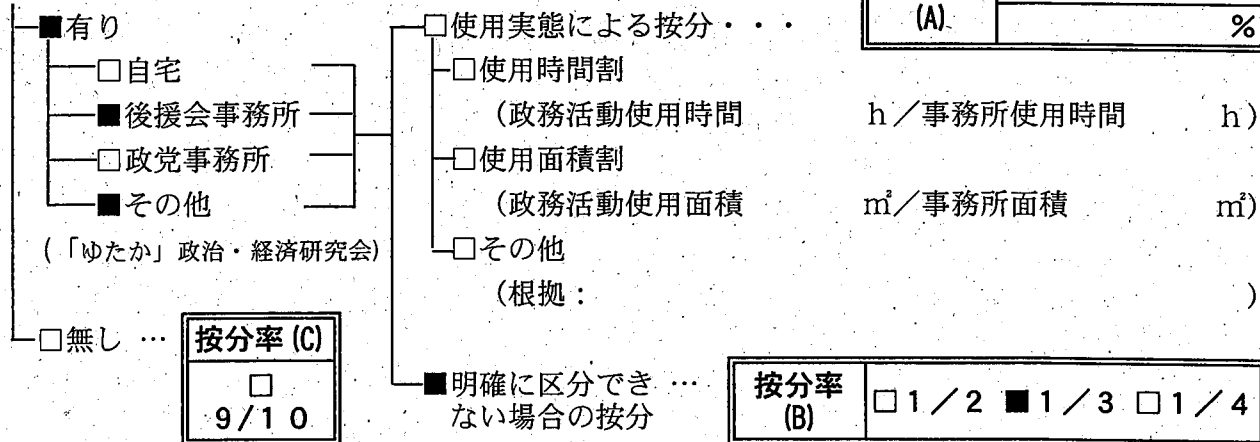 ■有り
□自宅
■後援会事務所
□政党事務所
■その他
(「ゆたか」政治・経済研究会)
□無し …
按分率(C)
□
9/10
□使用実態による按分・・・
(A)
%
□使用時間割
(政務活動使用時間 h/事務所使用時間 h)
□使用面積割
(政務活動使用面積 ㎡/事務所面積 ㎡)
□その他
(根拠: )
■明確に区分でき …
ない場合の按分
按分率
(B)
□1/2 ■1/3 □1/4